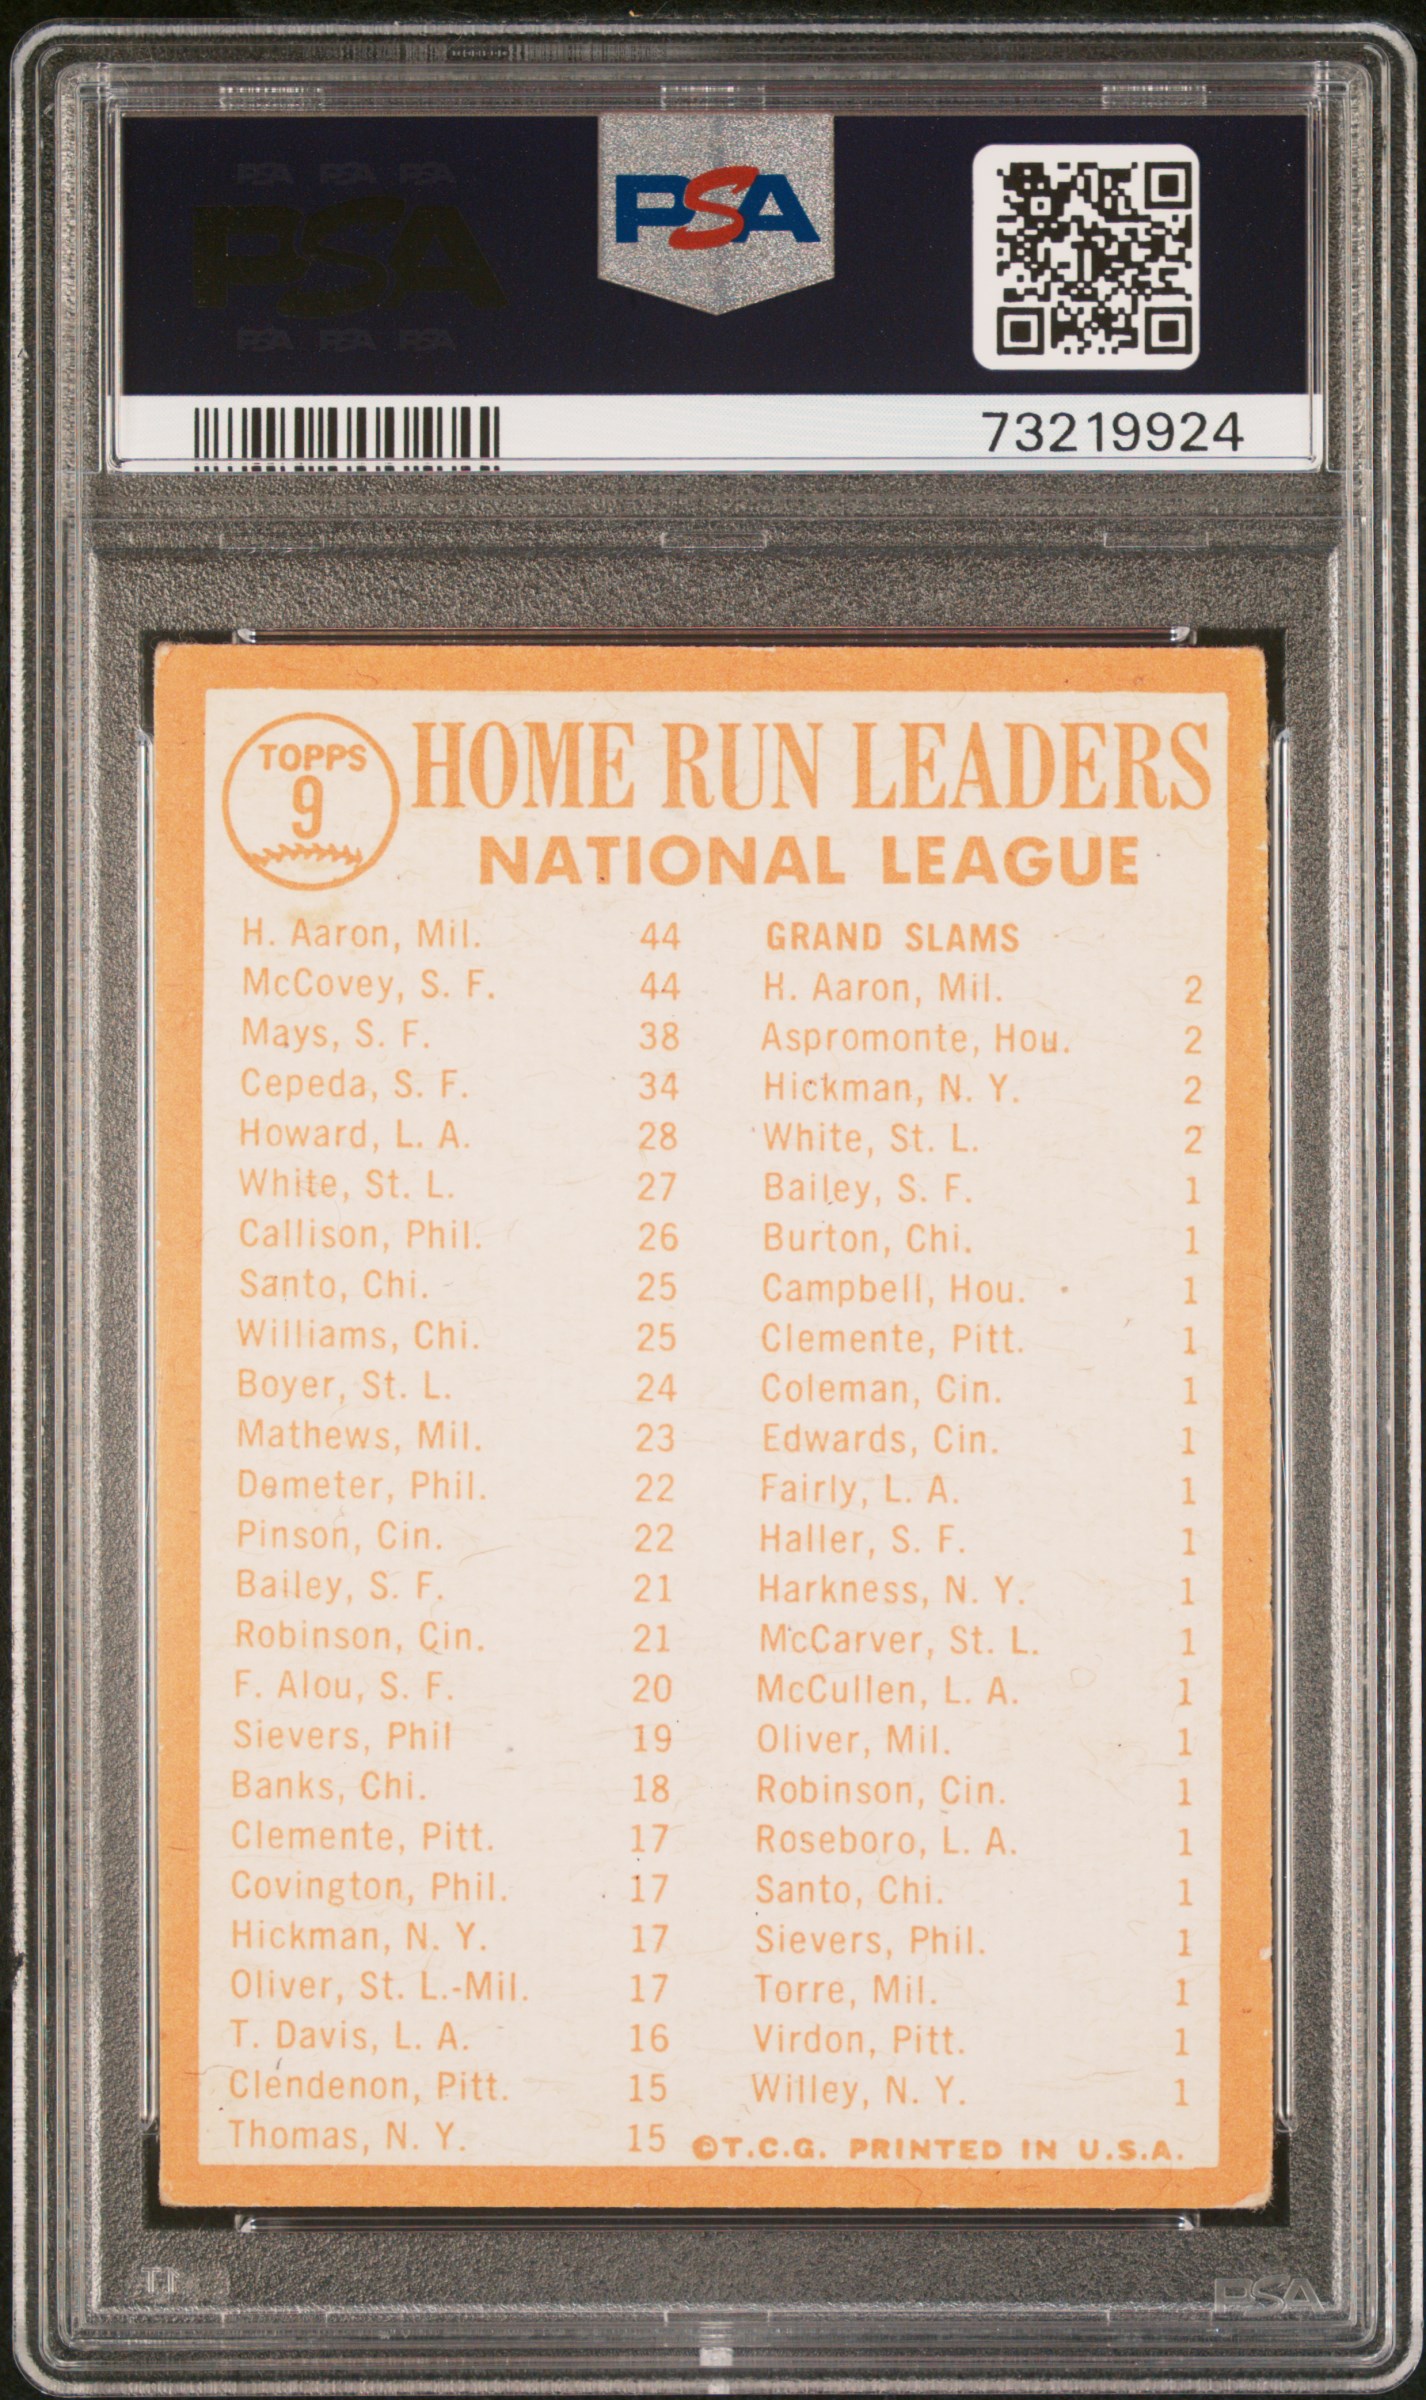 PSA PSA PSA
PSA
PSA PSA PSA
PSA
73219924
TOPPS
9
HOME RUN LEADERS
NATIONAL LEAGUE
H. Aaron, Mil. 44
McCovey, S. F. 44
Mays, S. F. 38
Cepeda, S. F. 34
Howard, L. A. 28
White, St. L. 27
Callison, Phil. 26
Santo, Chi. 25
Williams, Chi. 25
Boyer, St. L. 24
Mathews, Mil. 23
Demeter, Phil. 22
Pinson, Cin. 22
Bailey, S. F. 21
Robinson, Cin. 21
F. Alou, S. F. 20
Sievers, Phil 19
Banks, Chi. 18
Clemente, Pitt. 17
Covington, Phil. 17
Hickman, N. Y. 17
Oliver, St. L.-Mil. 17
T. Davis, L. A. 16
Clendenon, Pitt. 15
Thomas, N. Y. 15
GRAND SLAMS
H. Aaron, Mil. 2
Aspromonte, Hou. 2
Hickman, N. Y. 2
White, St. L. 2
Bailey, S. F. 1
Burton, Chi. 1
Campbell, Hou. 1
Clemente, Pitt. 1
Coleman, Cin. 1
Edwards, Cin. 1
Fairly, L. A. 1
Haller, S. F. 1
Harkness, N. Y. 1
McCarver, St. L. 1
McCullen, L. A. 1
Oliver, Mil. 1
Robinson, Cin. 1
Roseboro, L. A. 1
Santo, Chi. 1
Sievers, Phil. 1
Torre, Mil. 1
Virdon, Pitt. 1
Willey, N. Y. 1
©T.C.G. PRINTED IN U.S.A.
PSA